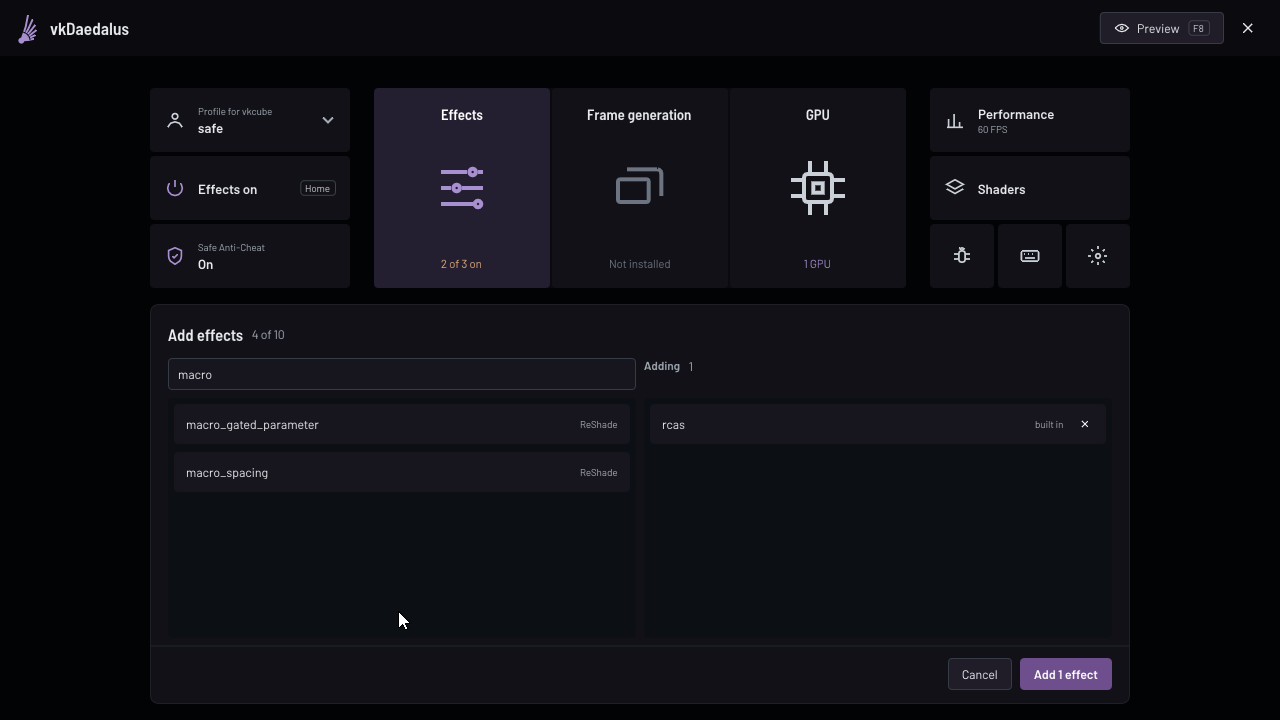 vkDaedalus
Preview F8
Profile for vkcube
safe
Effects on Home
Safe Anti-Cheat
On
Effects
2 of 3 on
Frame generation
Not installed
GPU
1 GPU
Performance
60 FPS
Shaders
Add effects 4 of 10
macro
Adding 1
macro_gated_parameter ReShade
macro_spacing ReShade
rcas built in
Cancel
Add 1 effect